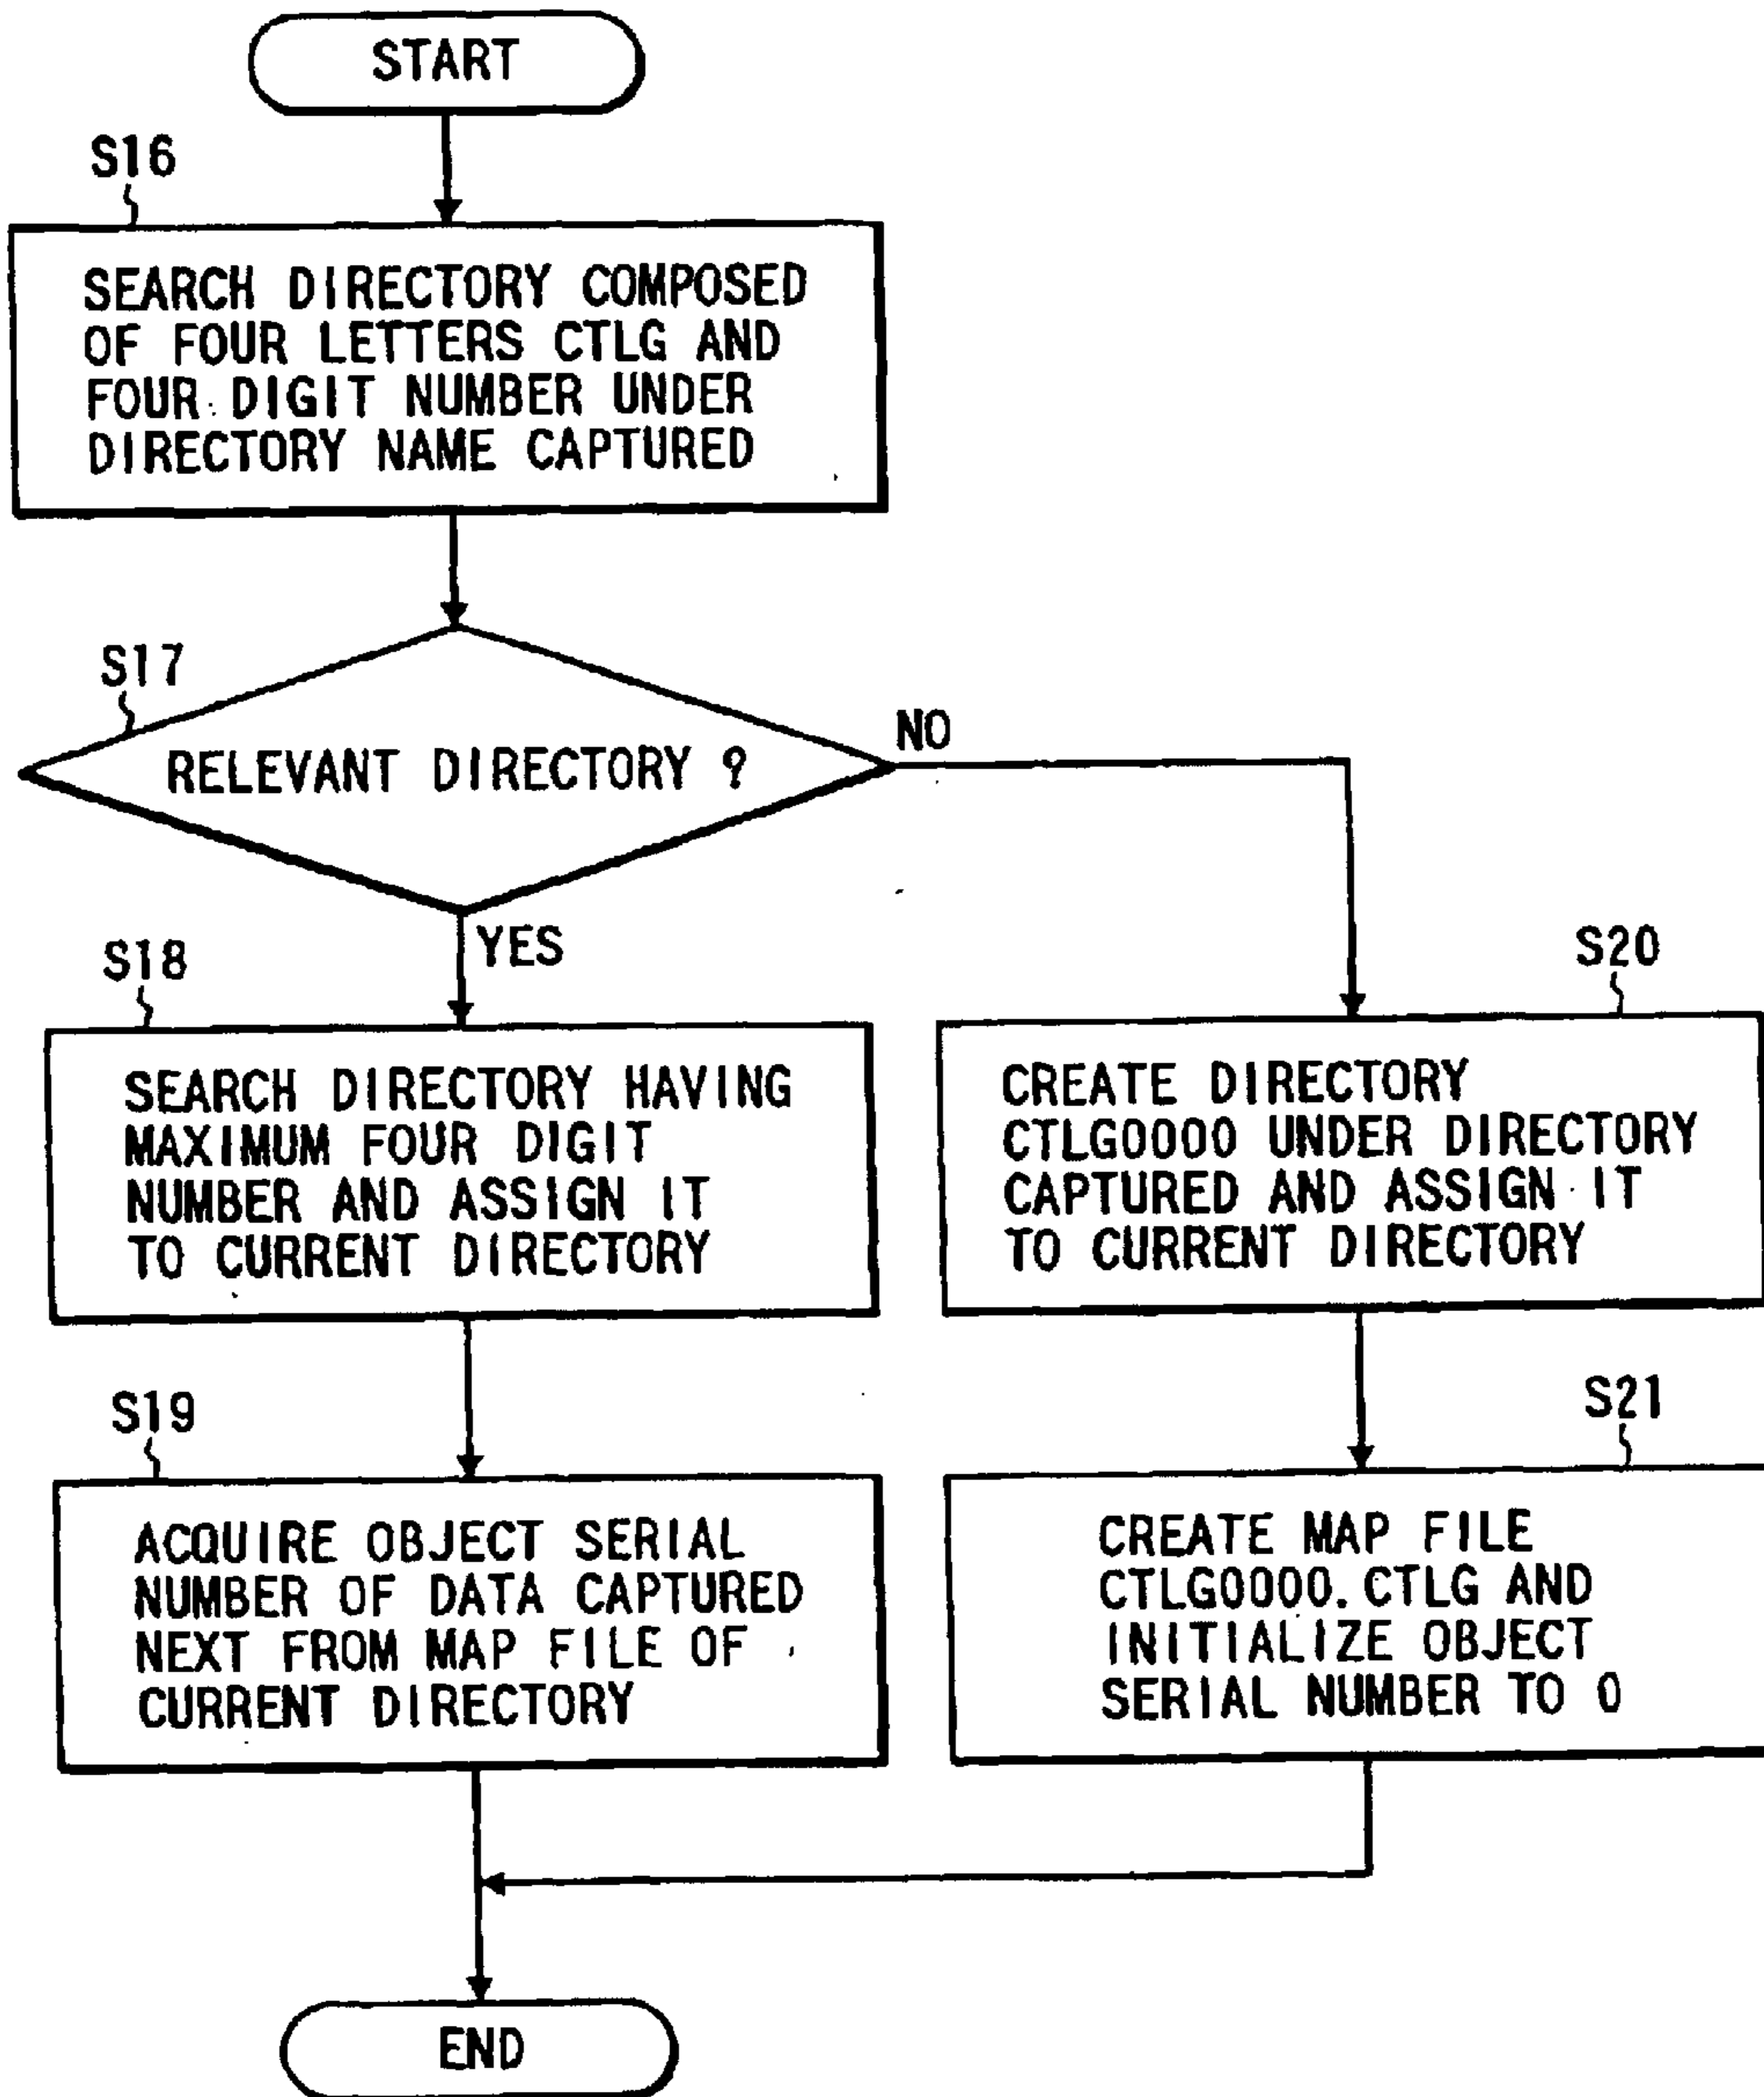 START
S16
SEARCH DIRECTORY COMPOSED
OF FOUR LETTERS CTLG AND
FOUR DIGIT NUMBER UNDER
DIRECTORY NAME CAPTURED
S17
RELEVANT DIRECTORY ?
NO
YES
S18
SEARCH DIRECTORY HAVING
MAXIMUM FOUR DIGIT
NUMBER AND ASSIGN IT
TO CURRENT DIRECTORY
S20
CREATE DIRECTORY
CTLG0000 UNDER DIRECTORY
CAPTURED AND ASSIGN IT
TO CURRENT DIRECTORY
S19
ACQUIRE OBJECT SERIAL
NUMBER OF DATA CAPTURED
NEXT FROM MAP FILE OF
CURRENT DIRECTORY
S21
CREATE MAP FILE
CTLG0000.CTLG AND
INITIALIZE OBJECT
SERIAL NUMBER TO 0
END